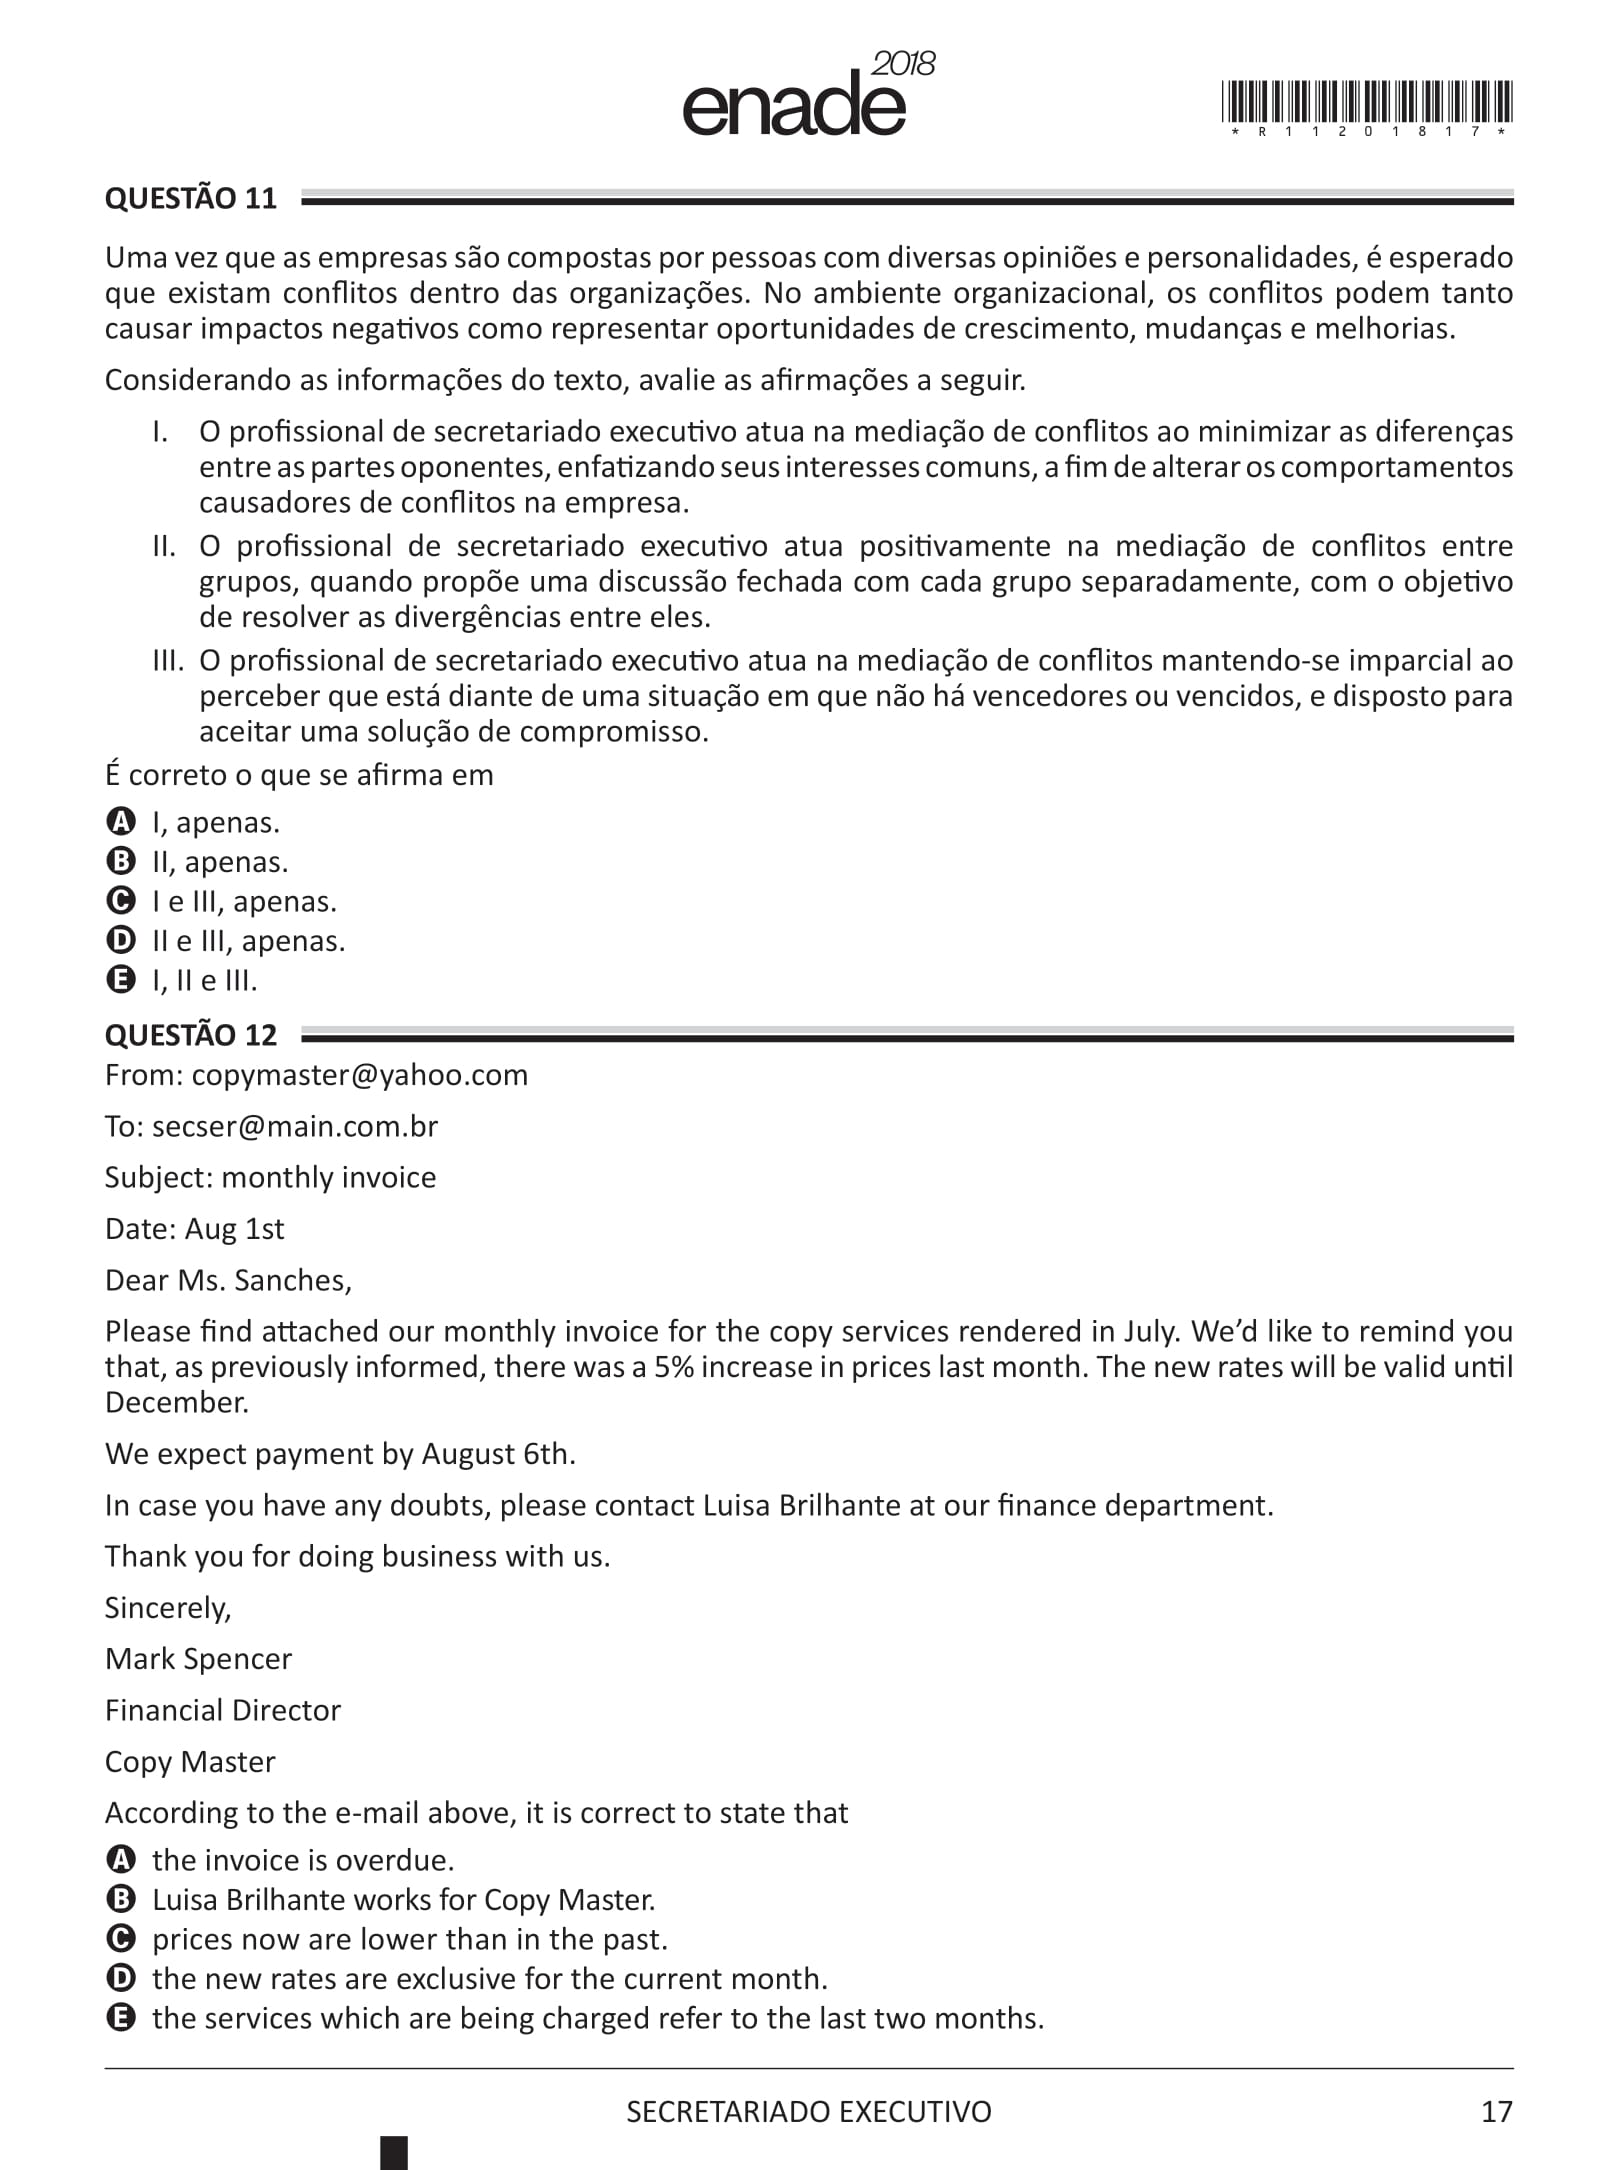 enade 2018
* R 1 1 2 0 1 8 1 7 *
QUESTÃO 11
Uma vez que as empresas são compostas por pessoas com diversas opiniões e personalidades, é esperado
que existam conflitos dentro das organizações. No ambiente organizacional, os conflitos podem tanto
causar impactos negativos como representar oportunidades de crescimento, mudanças e melhorias.
Considerando as informações do texto, avalie as afirmações a seguir.
I. O profissional de secretariado executivo atua na mediação de conflitos ao minimizar as diferenças
entre as partes oponentes, enfatizando seus interesses comuns, a fim de alterar os comportamentos
causadores de conflitos na empresa.
II. O profissional de secretariado executivo atua positivamente na mediação de conflitos entre
grupos, quando propõe uma discussão fechada com cada grupo separadamente, com o objetivo
de resolver as divergências entre eles.
III. O profissional de secretariado executivo atua na mediação de conflitos mantendo-se imparcial ao
perceber que está diante de uma situação em que não há vencedores ou vencidos, e disposto para
aceitar uma solução de compromisso.
É correto o que se afirma em
A I, apenas.
B II, apenas.
C I e III, apenas.
D II e III, apenas.
E I, II e III.
QUESTÃO 12
From: copymaster@yahoo.com
To: secser@main.com.br
Subject: monthly invoice
Date: Aug 1st
Dear Ms. Sanches,
Please find attached our monthly invoice for the copy services rendered in July. We’d like to remind you
that, as previously informed, there was a 5% increase in prices last month. The new rates will be valid until
December.
We expect payment by August 6th.
In case you have any doubts, please contact Luisa Brilhante at our finance department.
Thank you for doing business with us.
Sincerely,
Mark Spencer
Financial Director
Copy Master
According to the e-mail above, it is correct to state that
A the invoice is overdue.
B Luisa Brilhante works for Copy Master.
C prices now are lower than in the past.
D the new rates are exclusive for the current month.
E the services which are being charged refer to the last two months.
SECRETARIADO EXECUTIVO 17